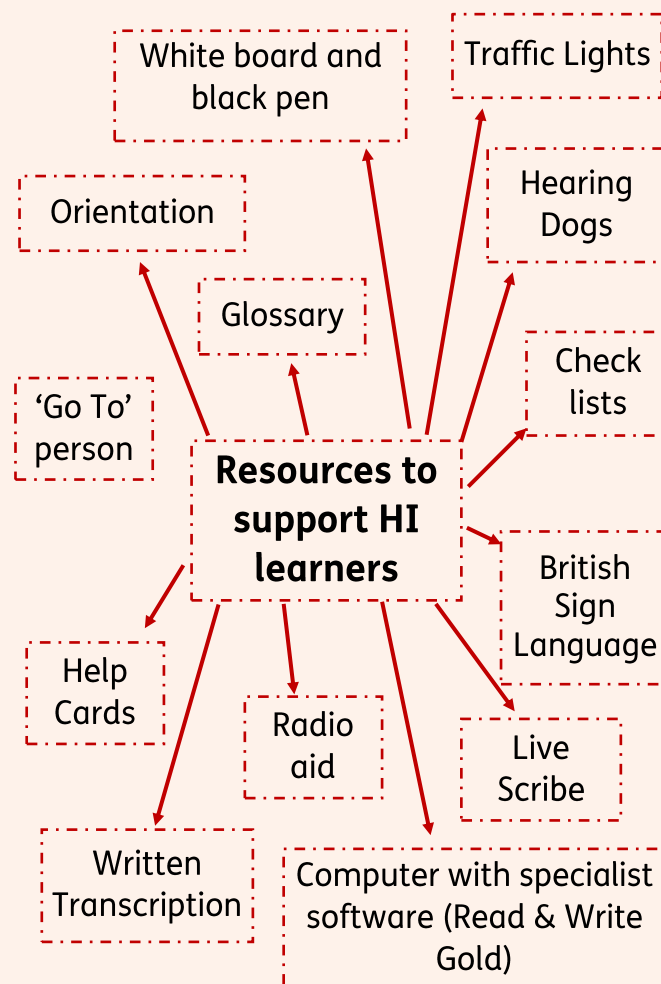 White board and
black pen
Traffic Lights
Orientation
Hearing
Dogs
Glossary
Check
lists
‘Go To’
person
Resources to
support HI
learners
British
Sign
Language
Help
Cards
Radio
aid
Live
Scribe
Written
Transcription
Computer with specialist
software (Read & Write
Gold)